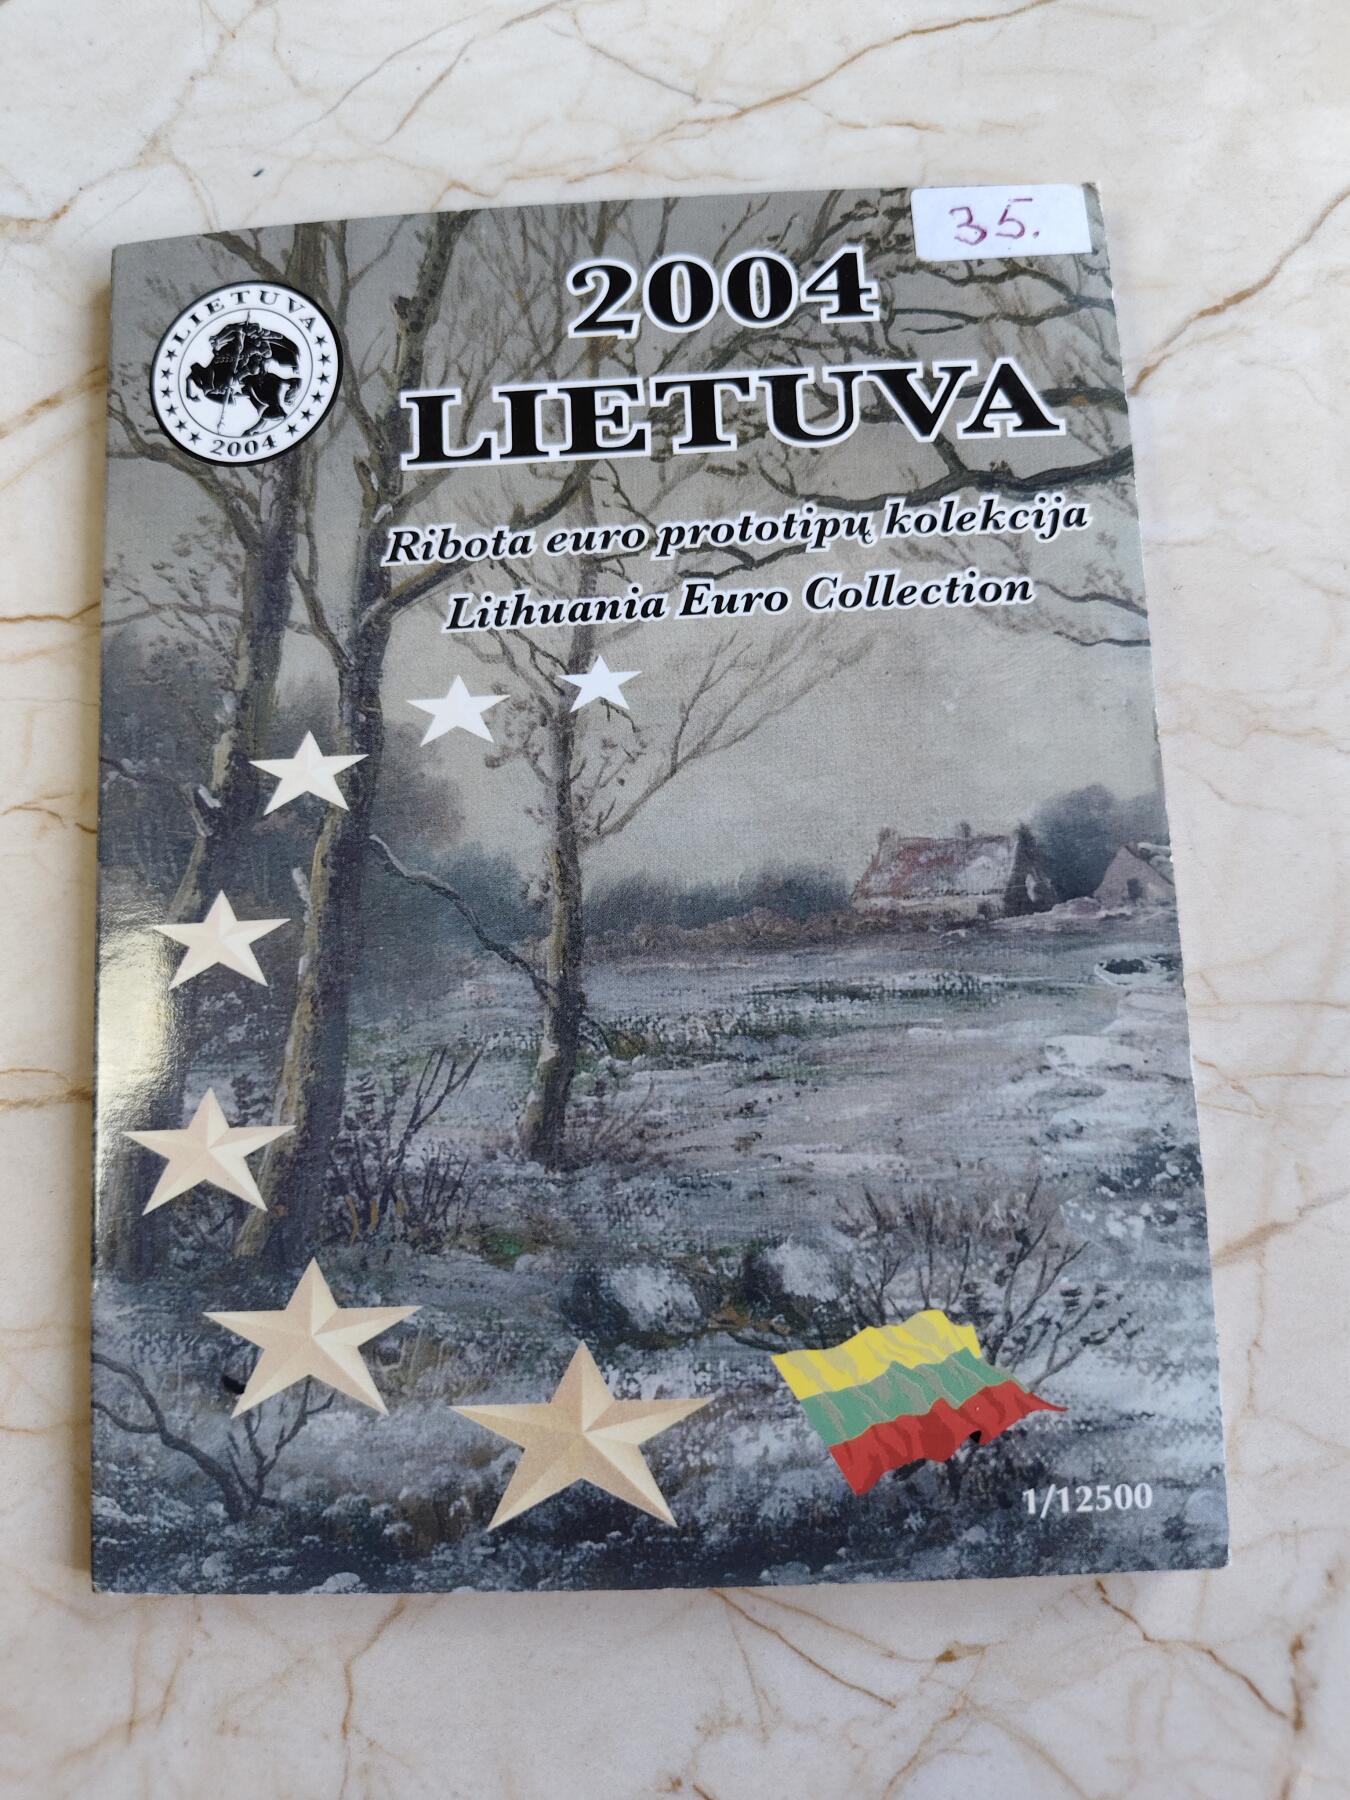 35.
2004
LIETUVA
LIETUVA
2004
Ribota euro prototipų kolekcija
Lithuania Euro Collection
1/12500